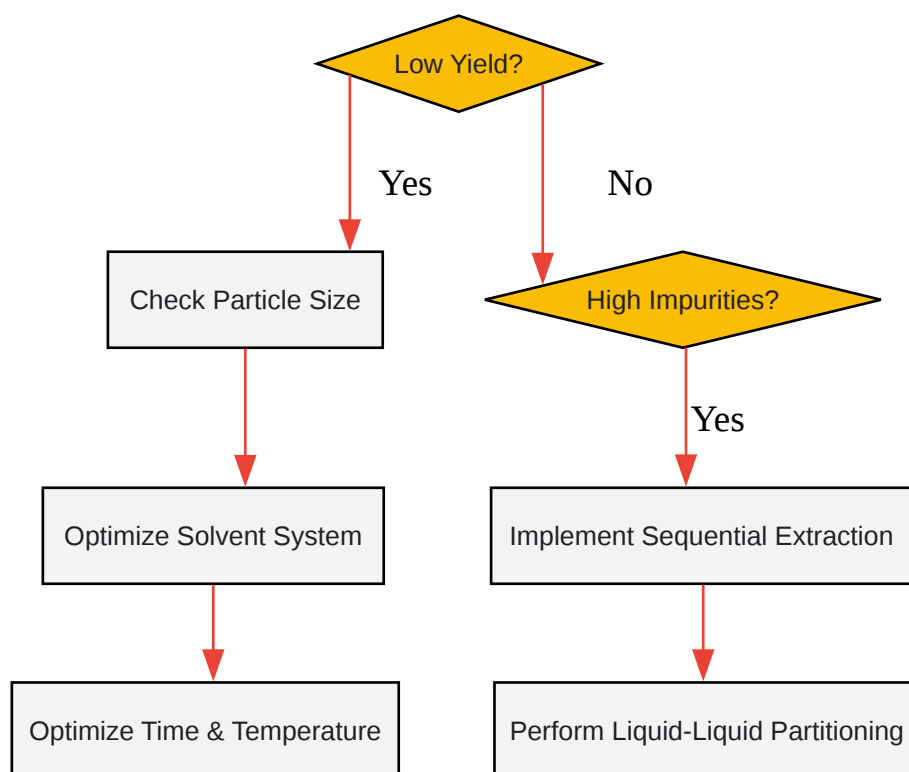 Low Yield?
Yes
No
Check Particle Size
High Impurities?
Yes
Optimize Solvent System
Implement Sequential Extraction
Optimize Time & Temperature
Perform Liquid-Liquid Partitioning